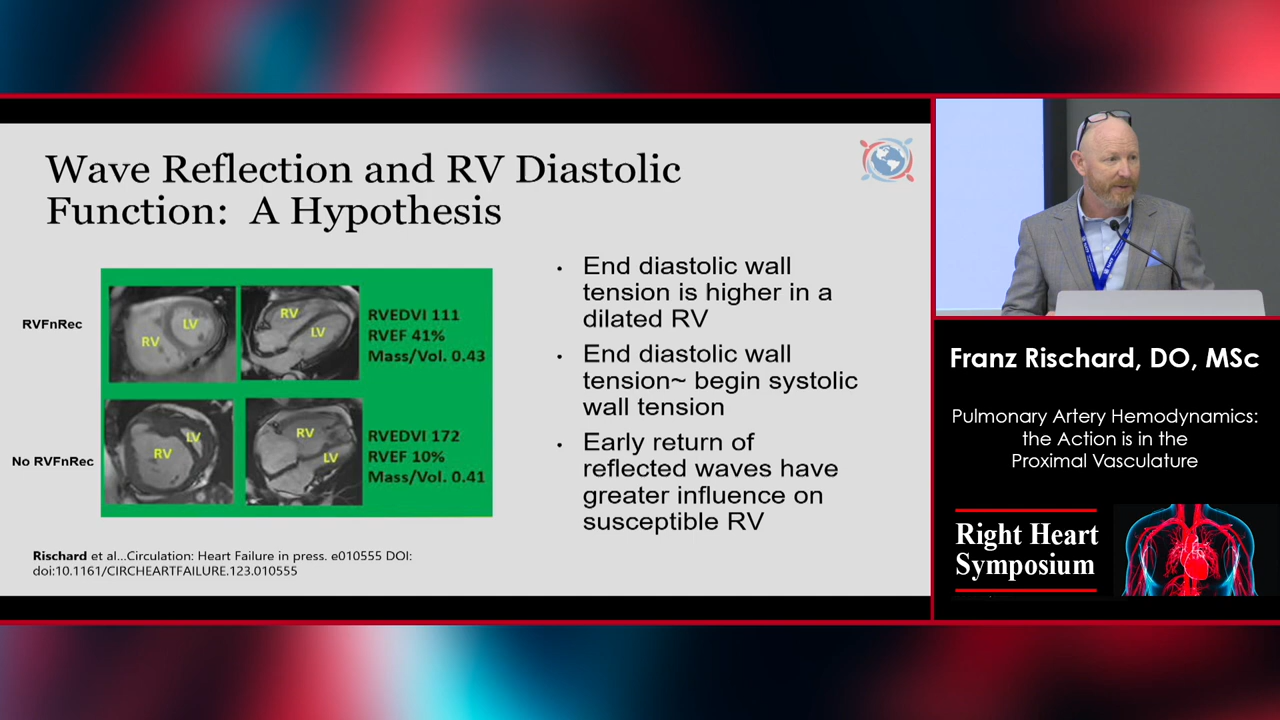 Wave Reflection and RV Diastolic
Function: A Hypothesis
RVFnRec
RV
LV
RV
LV
RVEDVI 111
RVEF 41%
Mass/Vol. 0.43
No RVFnRec
RV
LV
RV
LV
RVEDVI 172
RVEF 10%
Mass/Vol. 0.41
• End diastolic wall
tension is higher in a
dilated RV
• End diastolic wall
tension~ begin systolic
wall tension
• Early return of
reflected waves have
greater influence on
susceptible RV
Rischard et al...Circulation: Heart Failure in press. e010555 DOI:
doi:10.1161/CIRCHEARTFAILURE.123.010555
Franz Rischard, DO, MSc
Pulmonary Artery Hemodynamics:
the Action is in the
Proximal Vasculature
Right Heart
Symposium